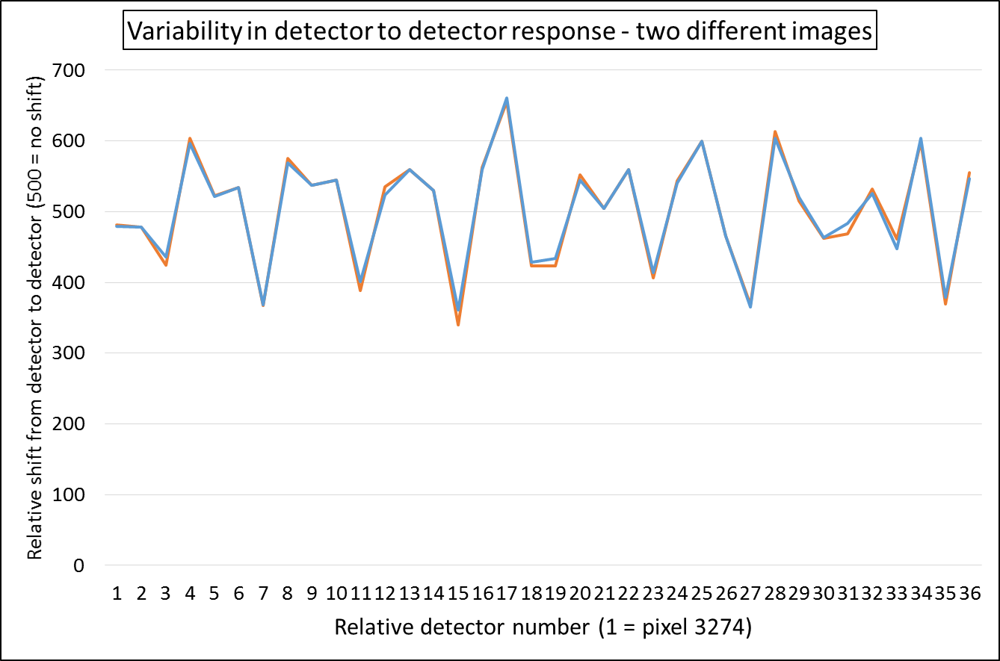 Variability in detector to detector response - two different images
Relative shift from detector to detector (500 = no shift)
700
600
500
400
300
200
100
0
1 2 3 4 5 6 7 8 9 10 11 12 13 14 15 16 17 18 19 20 21 22 23 24 25 26 27 28 29 30 31 32 33 34 35 36
Relative detector number (1 = pixel 3274)